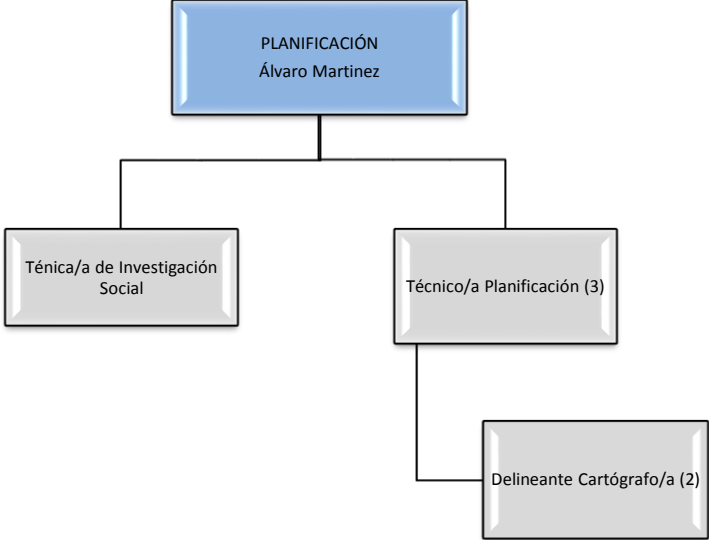 PLANIFICACIÓN
Álvaro Martinez
Ténica/a de Investigación
Social
Técnico/a Planificación (3)
Delineante Cartógrafo/a (2)